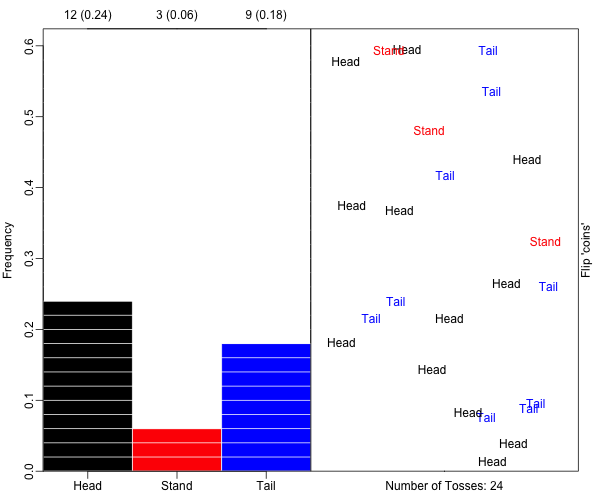 12 (0.24) 3 (0.06) 9 (0.18)
Frequency
0.6
0.5
0.4
0.3
0.2
0.1
0.0
Head Stand Tail
Stand Head Tail
Head
Tail
Stand
Head
Tail
Head
Head
Stand
Head Tail
Tail
Tail Head
Head
Head
Tail
Tail
Head Tail
Head
Head
Number of Tosses: 24
Flip 'coins'